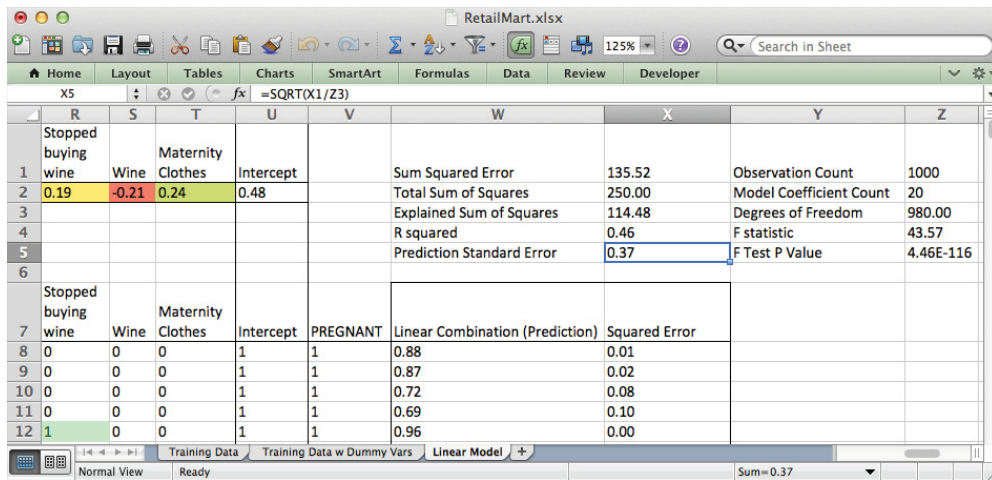 RetailMart.xlsx
125%
Search in Sheet
Home Layout Tables Charts SmartArt Formulas Data Review Developer
X5 fx =SQRT(X1/Z3)
R S T U V W X Y Z
1 Stopped buying wine Wine Maternity Clothes Intercept Sum Squared Error 135.52 Observation Count 1000
2 0.19 -0.21 0.24 0.48 Total Sum of Squares 250.00 Model Coefficient Count 20
3 Explained Sum of Squares 114.48 Degrees of Freedom 980.00
4 R squared 0.46 F statistic 43.57
5 Prediction Standard Error 0.37 F Test P Value 4.46E-116
6
7 Stopped buying wine Wine Maternity Clothes Intercept PREGNANT Linear Combination (Prediction) Squared Error
8 0 0 0 1 1 0.88 0.01
9 0 0 0 1 1 0.87 0.02
10 0 0 0 1 1 0.72 0.08
11 0 0 0 1 1 0.69 0.10
12 1 0 0 1 1 0.96 0.00
Training Data Training Data w Dummy Vars Linear Model +
Normal View Ready Sum=0.37